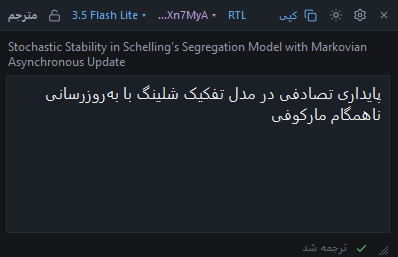 مترجم 3.5 Flash Lite ...Xn7MyA RTL کپی
Stochastic Stability in Schelling's Segregation Model with Markovian
Asynchronous Update
پایداری تصادفی در مدل تفکیک شلینگ با به‌روزرسانی
ناهمگام مارکوفی
ترجمه شد